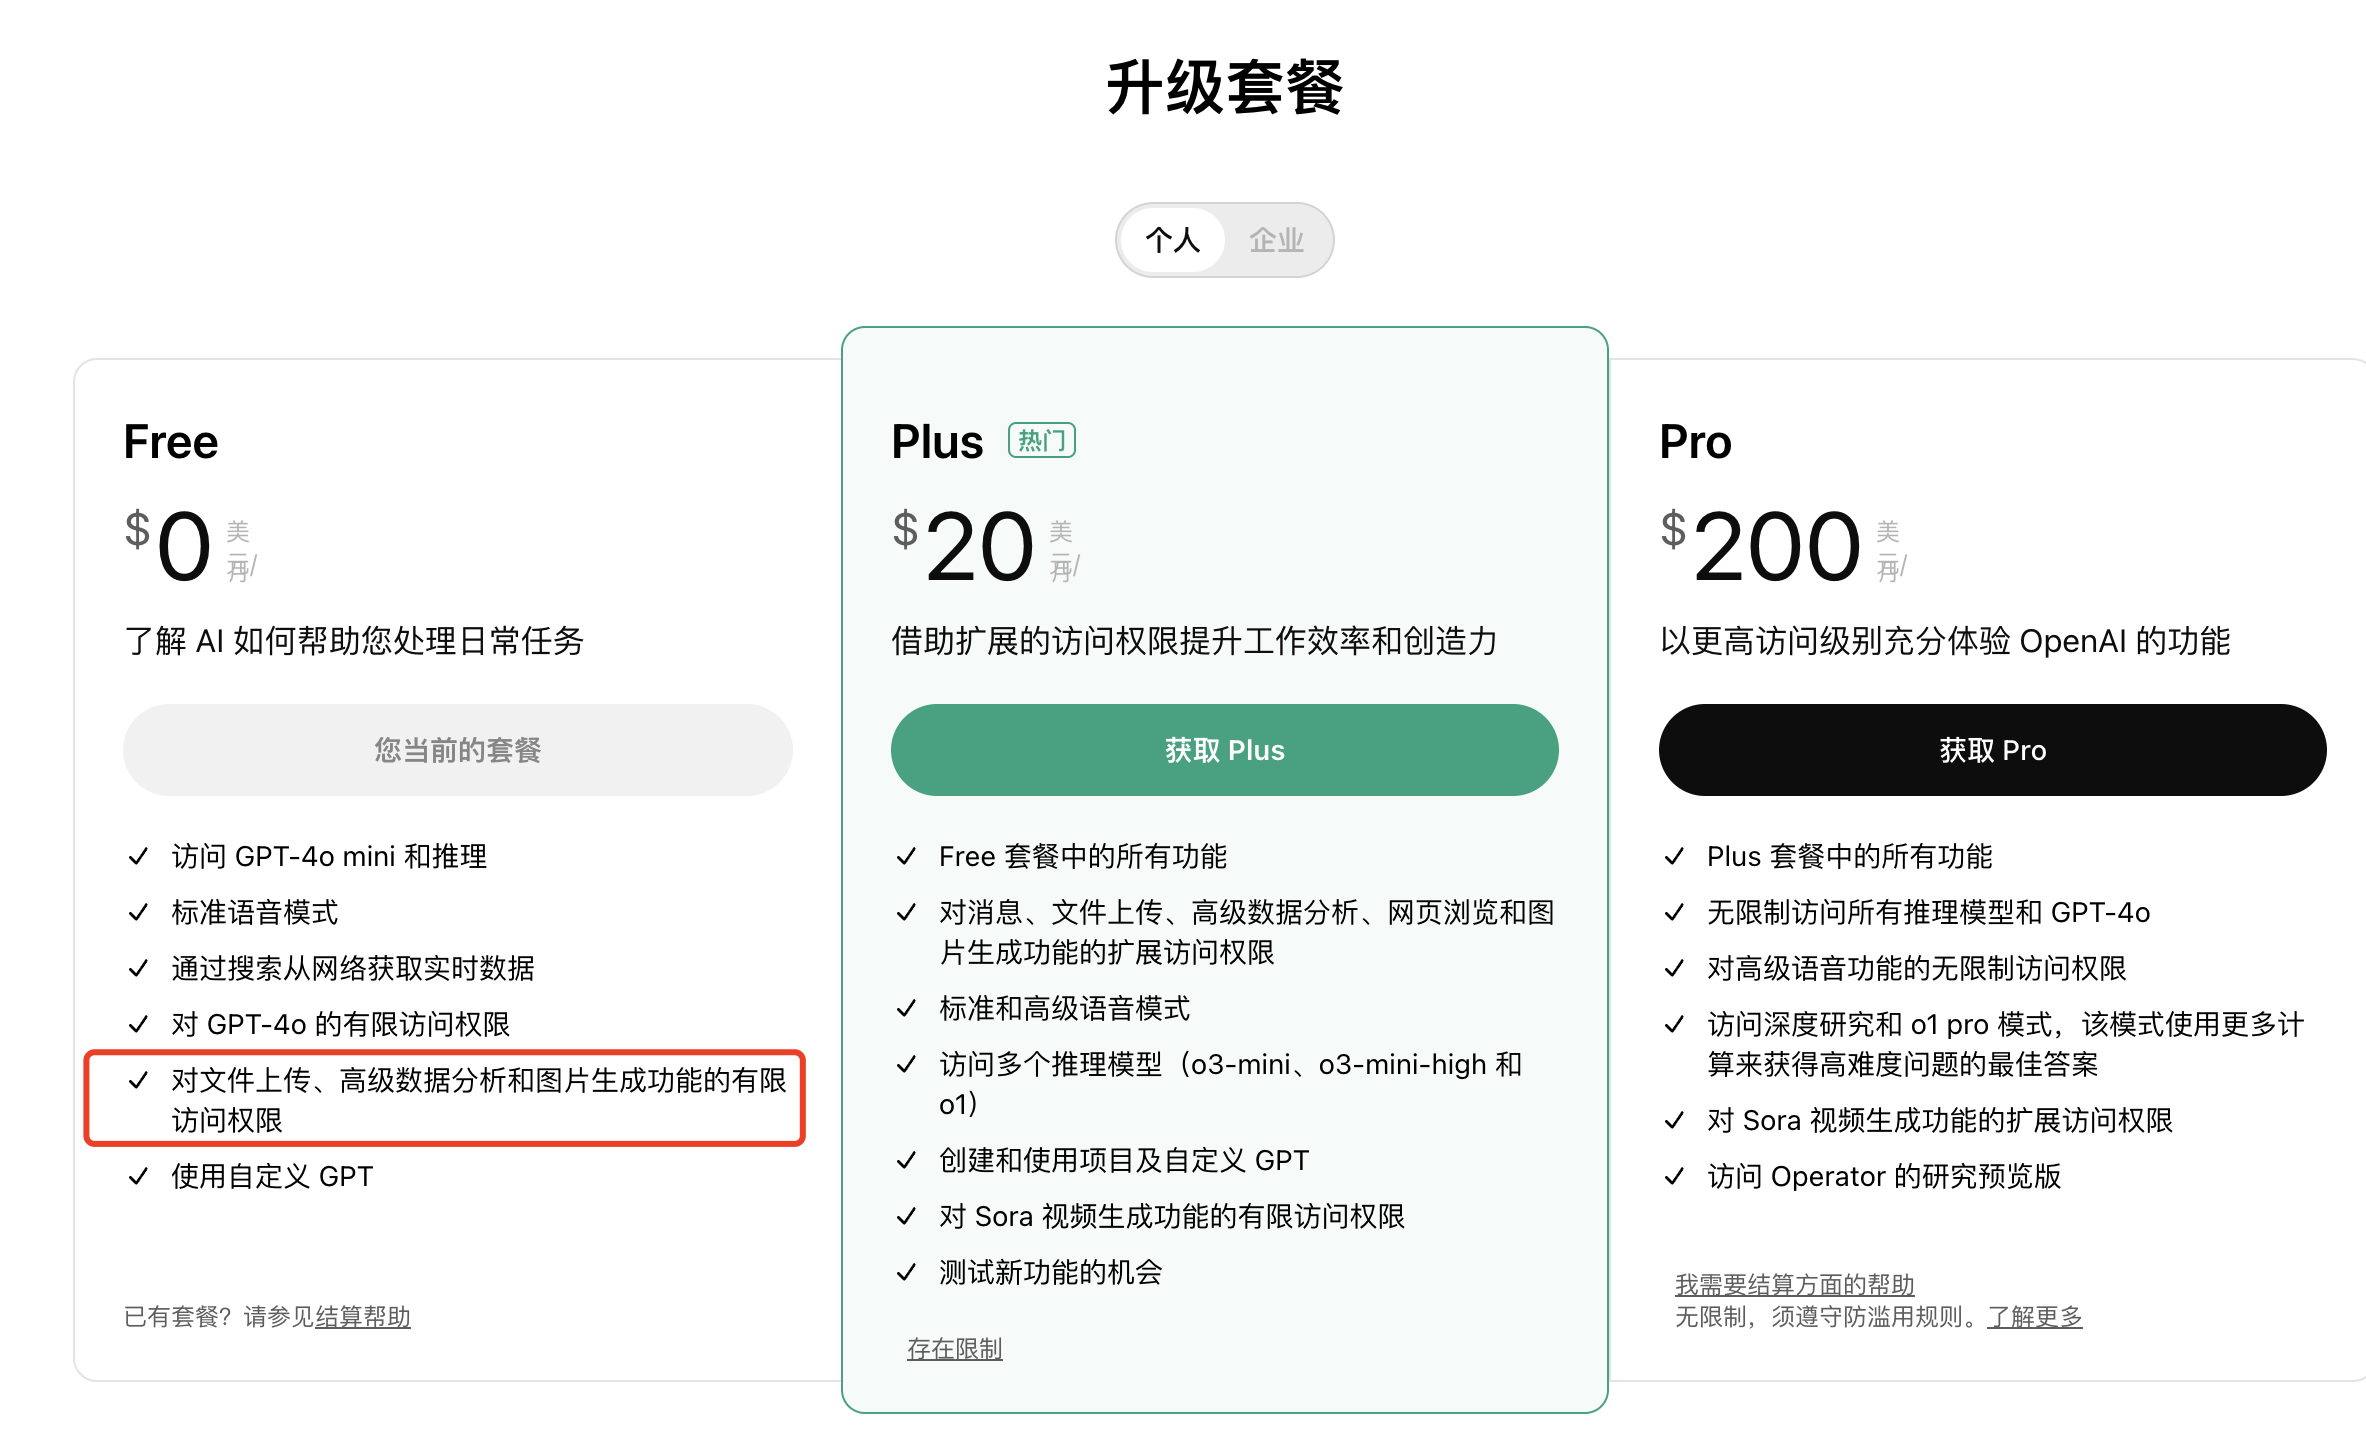 升级套餐
个人 企业
Free
$0 美元/月
了解 AI 如何帮助您处理日常任务
您当前的套餐
访问 GPT-4o mini 和推理
标准语音模式
通过搜索从网络获取实时数据
对 GPT-4o 的有限访问权限
对文件上传、高级数据分析和图片生成功能的有限
访问权限
使用自定义 GPT
已有套餐？请参见结算帮助
Plus 热门
$20 美元/月
借助扩展的访问权限提升工作效率和创造力
获取 Plus
Free 套餐中的所有功能
对消息、文件上传、高级数据分析、网页浏览和图
片生成功能的扩展访问权限
标准和高级语音模式
访问多个推理模型（o3-mini、o3-mini-high 和
o1）
创建和使用项目及自定义 GPT
对 Sora 视频生成功能的有限访问权限
测试新功能的机会
存在限制
Pro
$200 美元/月
以更高访问级别充分体验 OpenAI 的功能
获取 Pro
Plus 套餐中的所有功能
无限制访问所有推理模型和 GPT-4o
对高级语音功能的无限制访问权限
访问深度研究和 o1 pro 模式，该模式使用更多计
算来获得高难度问题的最佳答案
对 Sora 视频生成功能的扩展访问权限
访问 Operator 的研究预览版
我需要结算方面的帮助
无限制，须遵守防滥用规则。了解更多